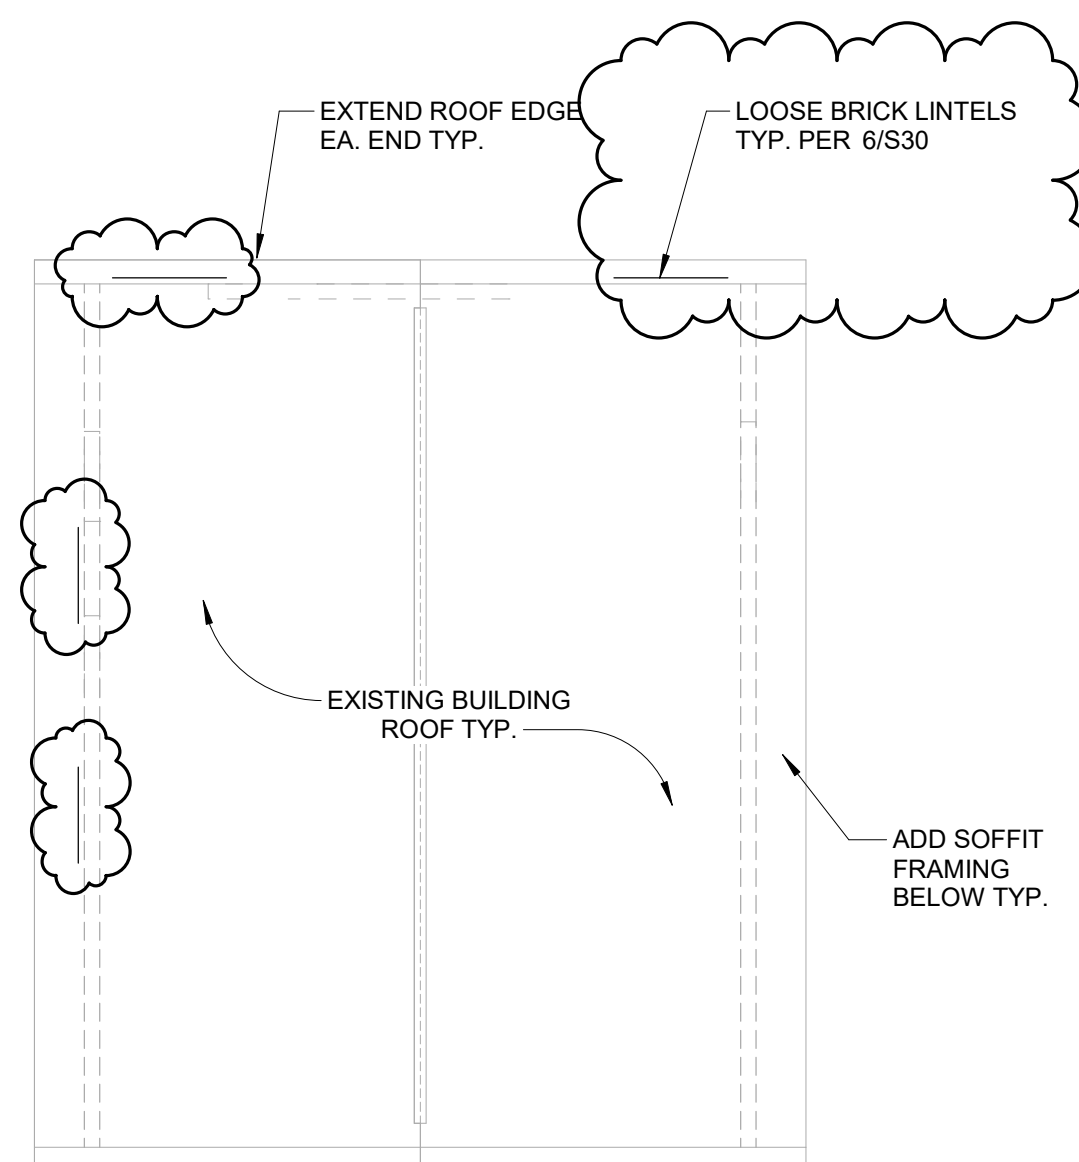 EXTEND ROOF EDGE
EA. END TYP.
LOOSE BRICK LINTELS
TYP. PER 6/S30
EXISTING BUILDING
ROOF TYP.
ADD SOFFIT
FRAMING
BELOW TYP.